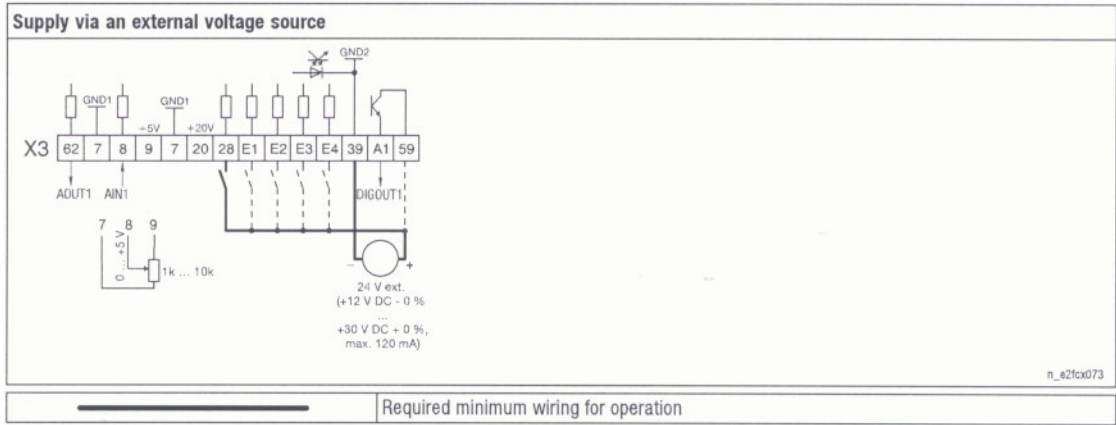 Supply via an external voltage source
GND2
GND1
GND1
+5V
+20V
X3 62 7 8 9 7 20 28 E1 E2 E3 E4 39 A1 59
AOUT1 AIN1
DIGOUT1
7 8 9
0 ... +5 V
1k ... 10k
– +
24 V ext.
(+12 V DC - 0 %
...
+30 V DC + 0 %,
max. 120 mA)
n_e2fcx073
Required minimum wiring for operation